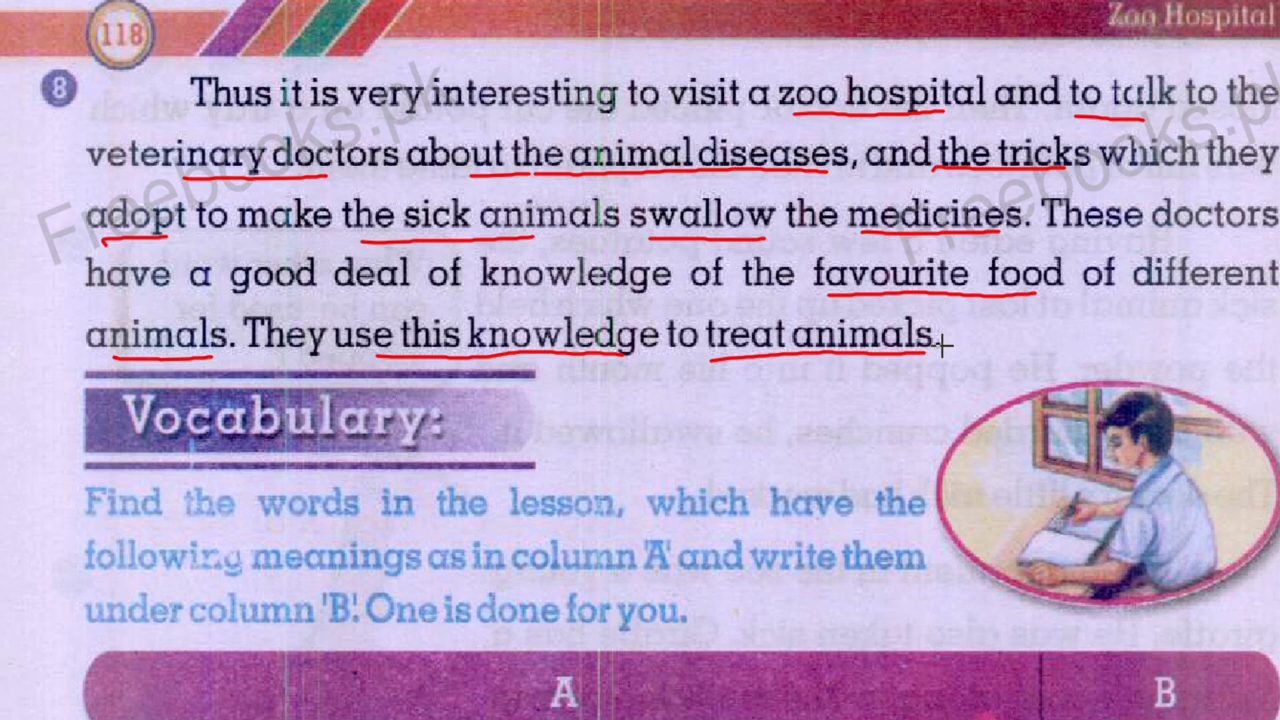 118
Zoo Hospital
8
Thus it is very interesting to visit a zoo hospital and to talk to the
veterinary doctors about the animal diseases, and the tricks which they
adopt to make the sick animals swallow the medicines. These doctors
have a good deal of knowledge of the favourite food of different
animals. They use this knowledge to treat animals.
Freebooks.pk
Freebooks.pk
Vocabulary:
Find the words in the lesson, which have the
following meanings as in column 'A' and write them
under column 'B'. One is done for you.
A B